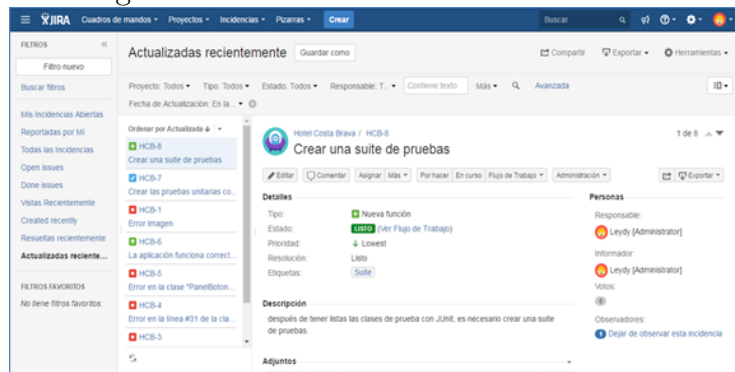 JIRA Cuadros de mandos Proyectos Incidencias Pizarras Crear Buscar
FILTROS
Filtro nuevo
Buscar filtros
Mis Incidencias Abiertas
Reportadas por Mí
Todas las Incidencias
Open issues
Done issues
Vistas Recientemente
Created recently
Resueltas recientemente
Actualizadas reciente...
FILTROS FAVORITOS
No tiene filtros favoritos.
Actualizadas recientemente Guardar como Compartir Exportar Herramientas
Proyecto: Todos Tipo: Todos Estado: Todos Responsable: T... Contiene texto Más Avanzada
Fecha de Actualización: En la...
Ordenar por Actualizada
HCB-8
Crear una suite de pruebas
HCB-7
Crear las pruebas unitarias co...
HCB-1
Error imagen
HCB-6
La aplicación funciona correct...
HCB-5
Error en la clase "PanelBoton...
HCB-4
Error en la línea #31 de la cla...
HCB-3
Hotel Costa Brava / HCB-8 1 de 8
Crear una suite de pruebas
Editar Comentar Asignar Más Por hacer En curso Flujo de Trabajo Administración Exportar
Detalles
Tipo: Nueva función
Estado: LISTO (Ver Flujo de Trabajo)
Prioridad: Lowest
Resolución: Listo
Etiquetas: Suite
Descripción
después de tener listas las clases de prueba con JUnit, es necesario crear una suite
de pruebas.
Adjuntos
Personas
Responsable:
Leydy [Administrator]
Informador:
Leydy [Administrator]
Votos:
0
Observadores:
1 Dejar de observar esta incidencia